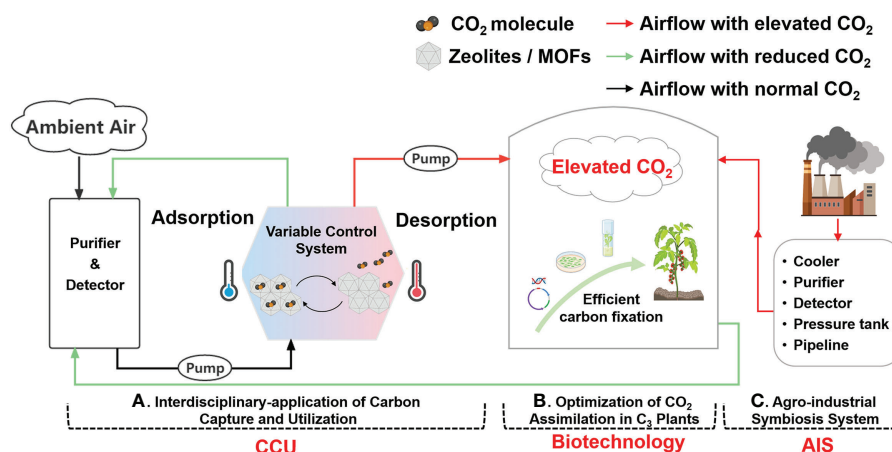 CO2 molecule
Zeolites / MOFs
Airflow with elevated CO2
Airflow with reduced CO2
Airflow with normal CO2
Ambient Air
Purifier
&
Detector
Adsorption
Variable Control
System
Desorption
Pump
Pump
Elevated CO2
Efficient
carbon fixation
• Cooler
• Purifier
• Detector
• Pressure tank
• Pipeline
A. Interdisciplinary-application of Carbon
Capture and Utilization
CCU
B. Optimization of CO2
Assimilation in C3 Plants
Biotechnology
C. Agro-industrial
Symbiosis System
AIS